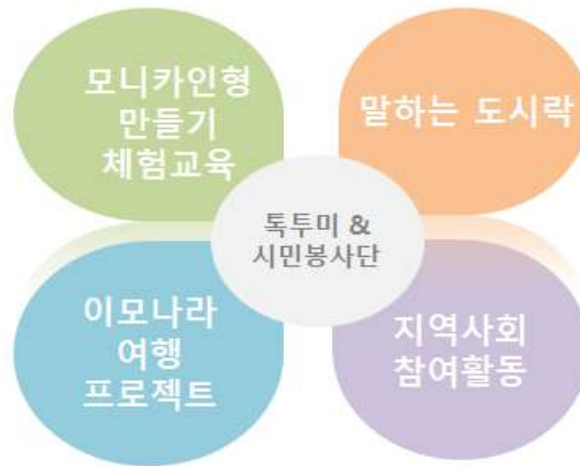 모니카인형
만들기
체험교육
말하는 도시락
톡투미 &
시민봉사단
이모나라
여행
프로젝트
지역사회
참여활동